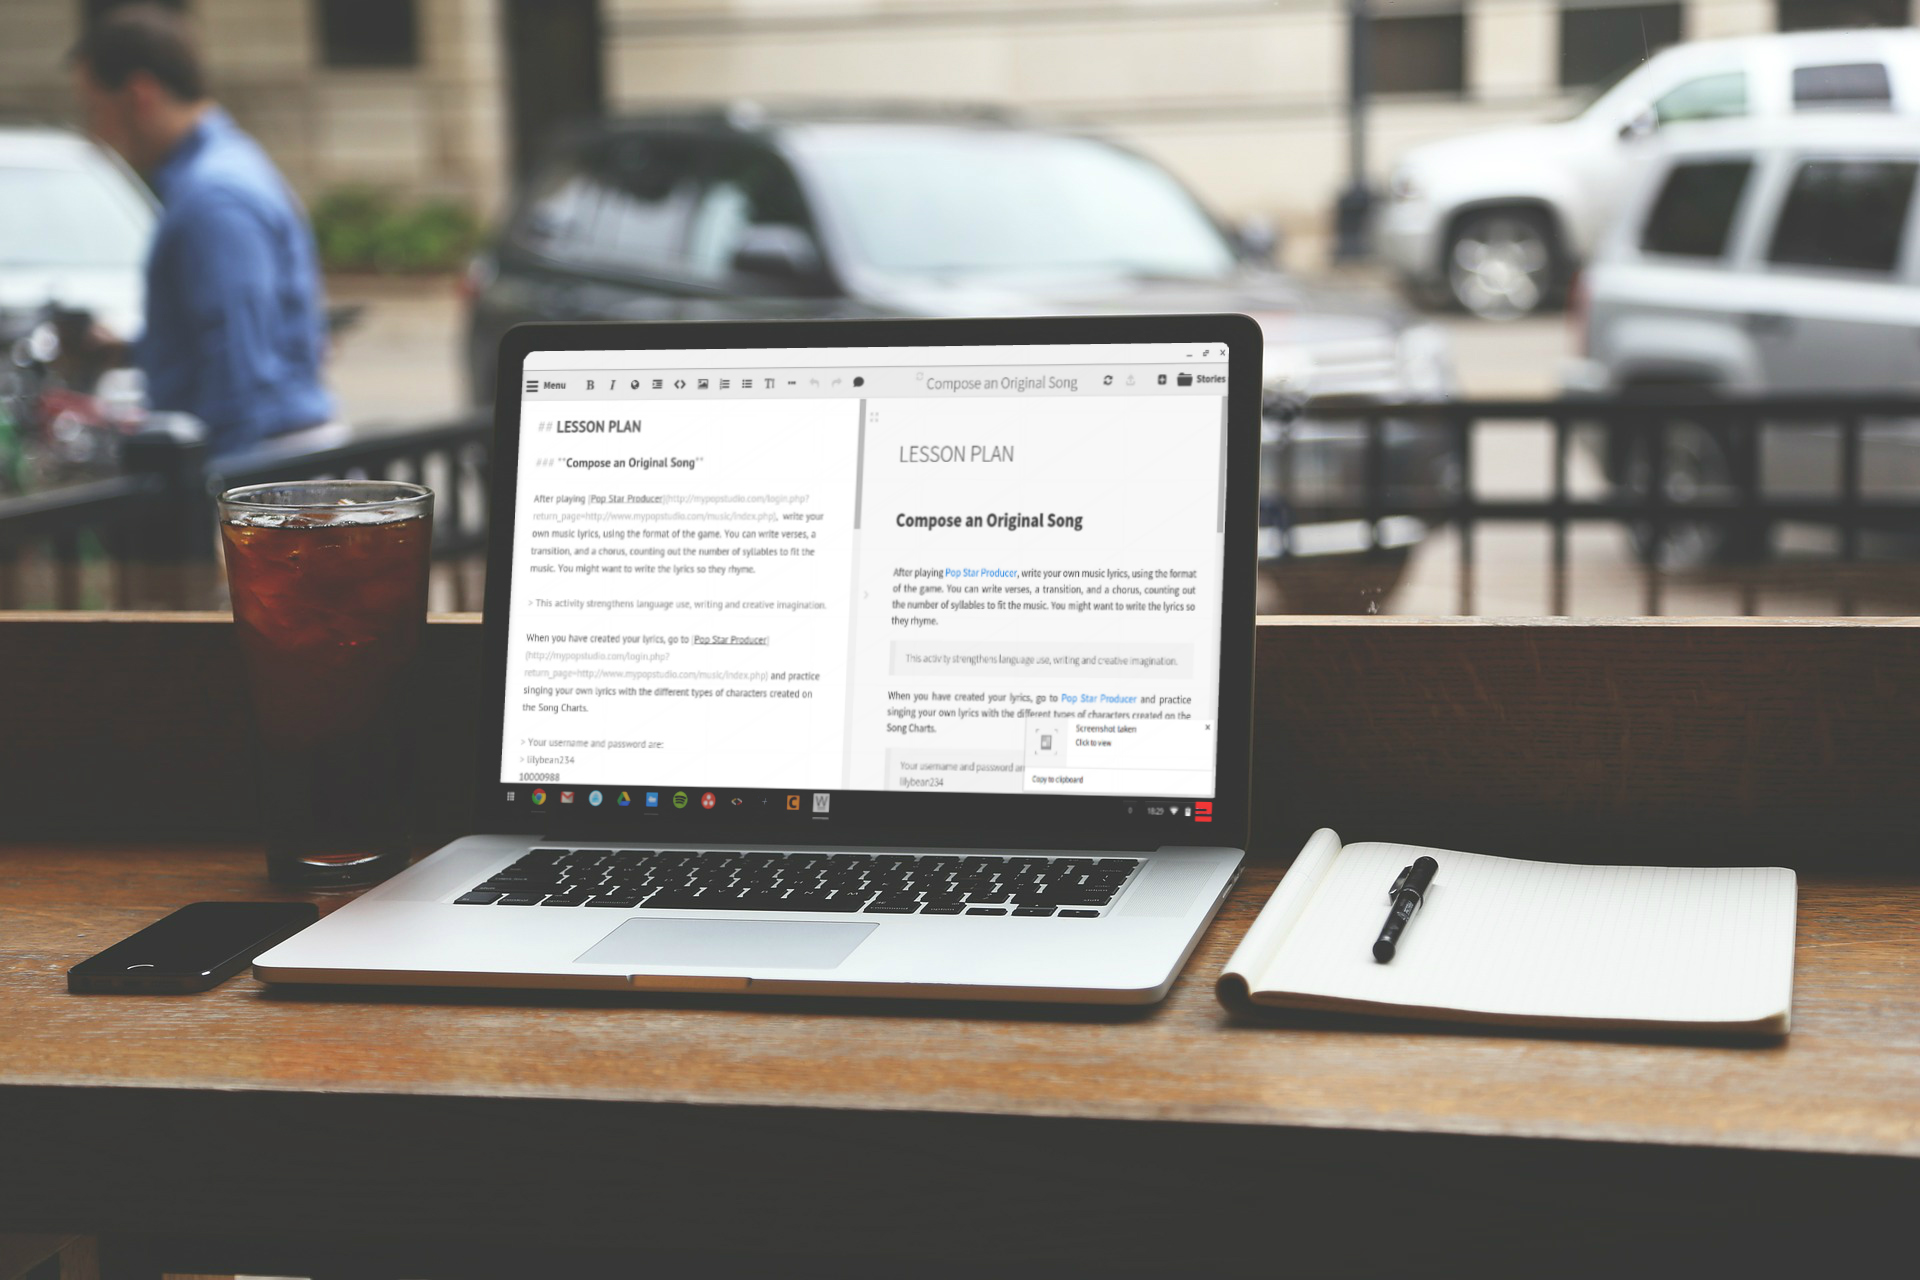 Menu B I TI Compose an Original Song Stories
## LESSON PLAN
### **Compose an Original Song**
After playing [Pop Star Producer](http://mypopstudio.com/login.php?
return_page=http://www.mypopstudio.com/music/index.php), write your
own music lyrics, using the format of the game. You can write verses, a
transition, and a chorus, counting out the number of syllables to fit the
music. You might want to write the lyrics so they rhyme.
> This activity strengthens language use, writing and creative imagination.
When you have created your lyrics, go to [Pop Star Producer]
(http://mypopstudio.com/login.php?
return_page=http://www.mypopstudio.com/music/index.php) and practice
singing your own lyrics with the different types of characters created on
the Song Charts.
> Your username and password are:
> lilybean234
10000988
LESSON PLAN
Compose an Original Song
After playing Pop Star Producer, write your own music lyrics, using the format
of the game. You can write verses, a transition, and a chorus, counting out
the number of syllables to fit the music. You might want to write the lyrics so
they rhyme.
This activity strengthens language use, writing and creative imagination.
When you have created your lyrics, go to Pop Star Producer and practice
singing your own lyrics with the different types of characters created on the
Song Charts.
Your username and password are
lilybean234
Screenshot taken
Click to view
Copy to clipboard
18:29